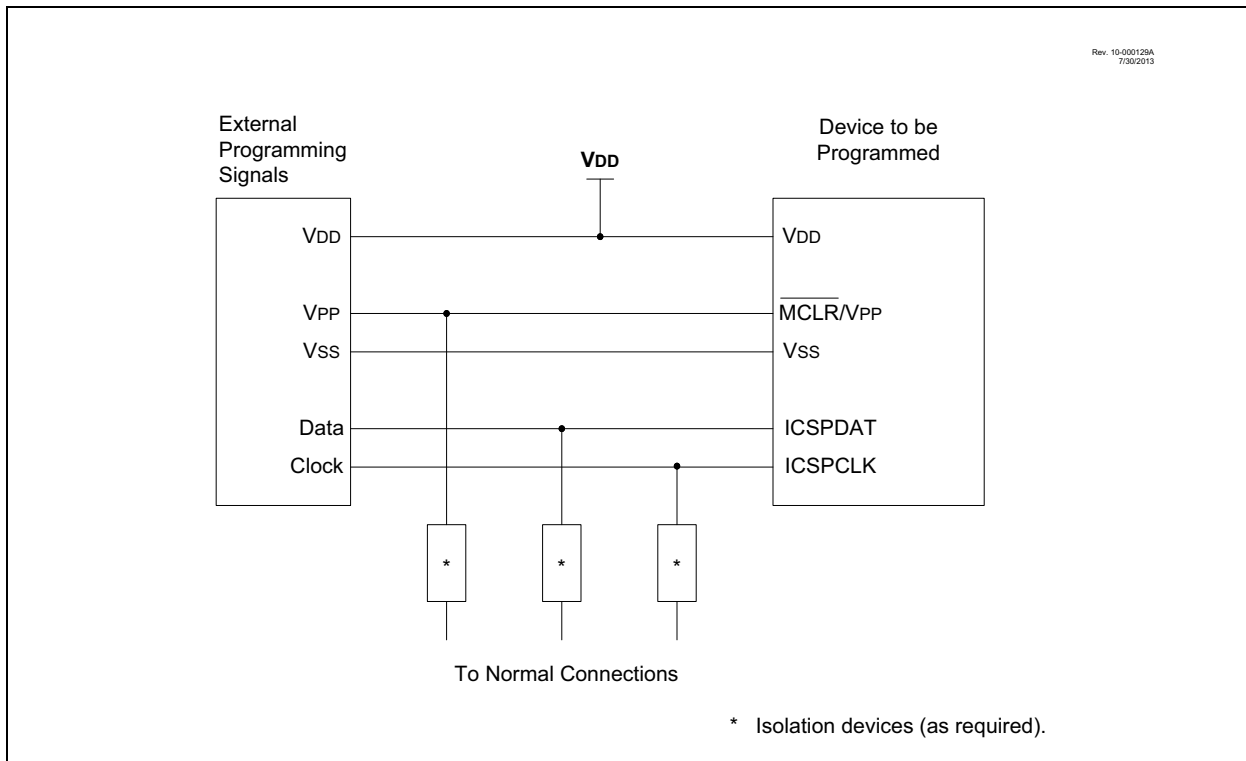 Rev. 10-000129A
7/30/2013
External
Programming
Signals
Device to be
Programmed
VDD
VDD
VDD
VPP
MCLR/VPP
VSS
VSS
Data
ICSPDAT
Clock
ICSPCLK
*
*
*
To Normal Connections
* Isolation devices (as required).